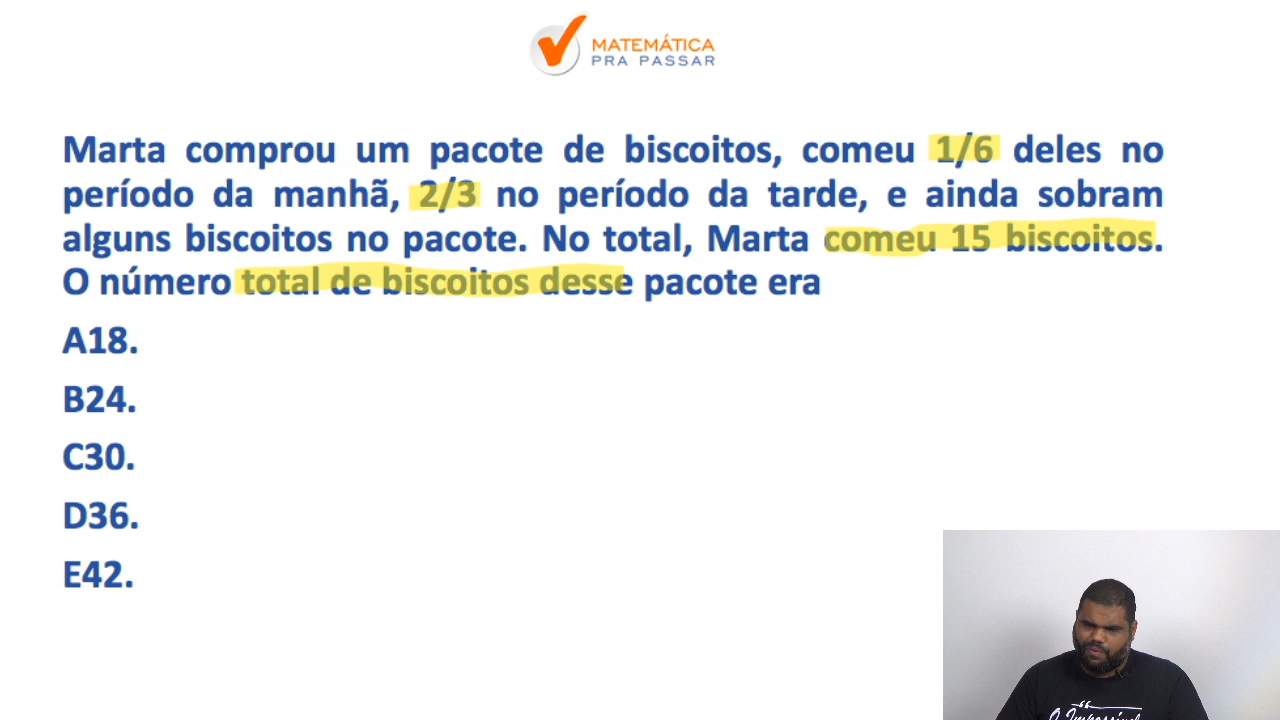 MATEMÁTICA
PRA PASSAR
Marta comprou um pacote de biscoitos, comeu 1/6 deles no
período da manhã, 2/3 no período da tarde, e ainda sobram
alguns biscoitos no pacote. No total, Marta comeu 15 biscoitos.
O número total de biscoitos desse pacote era
A18.
B24.
C30.
D36.
E42.
O Impossível